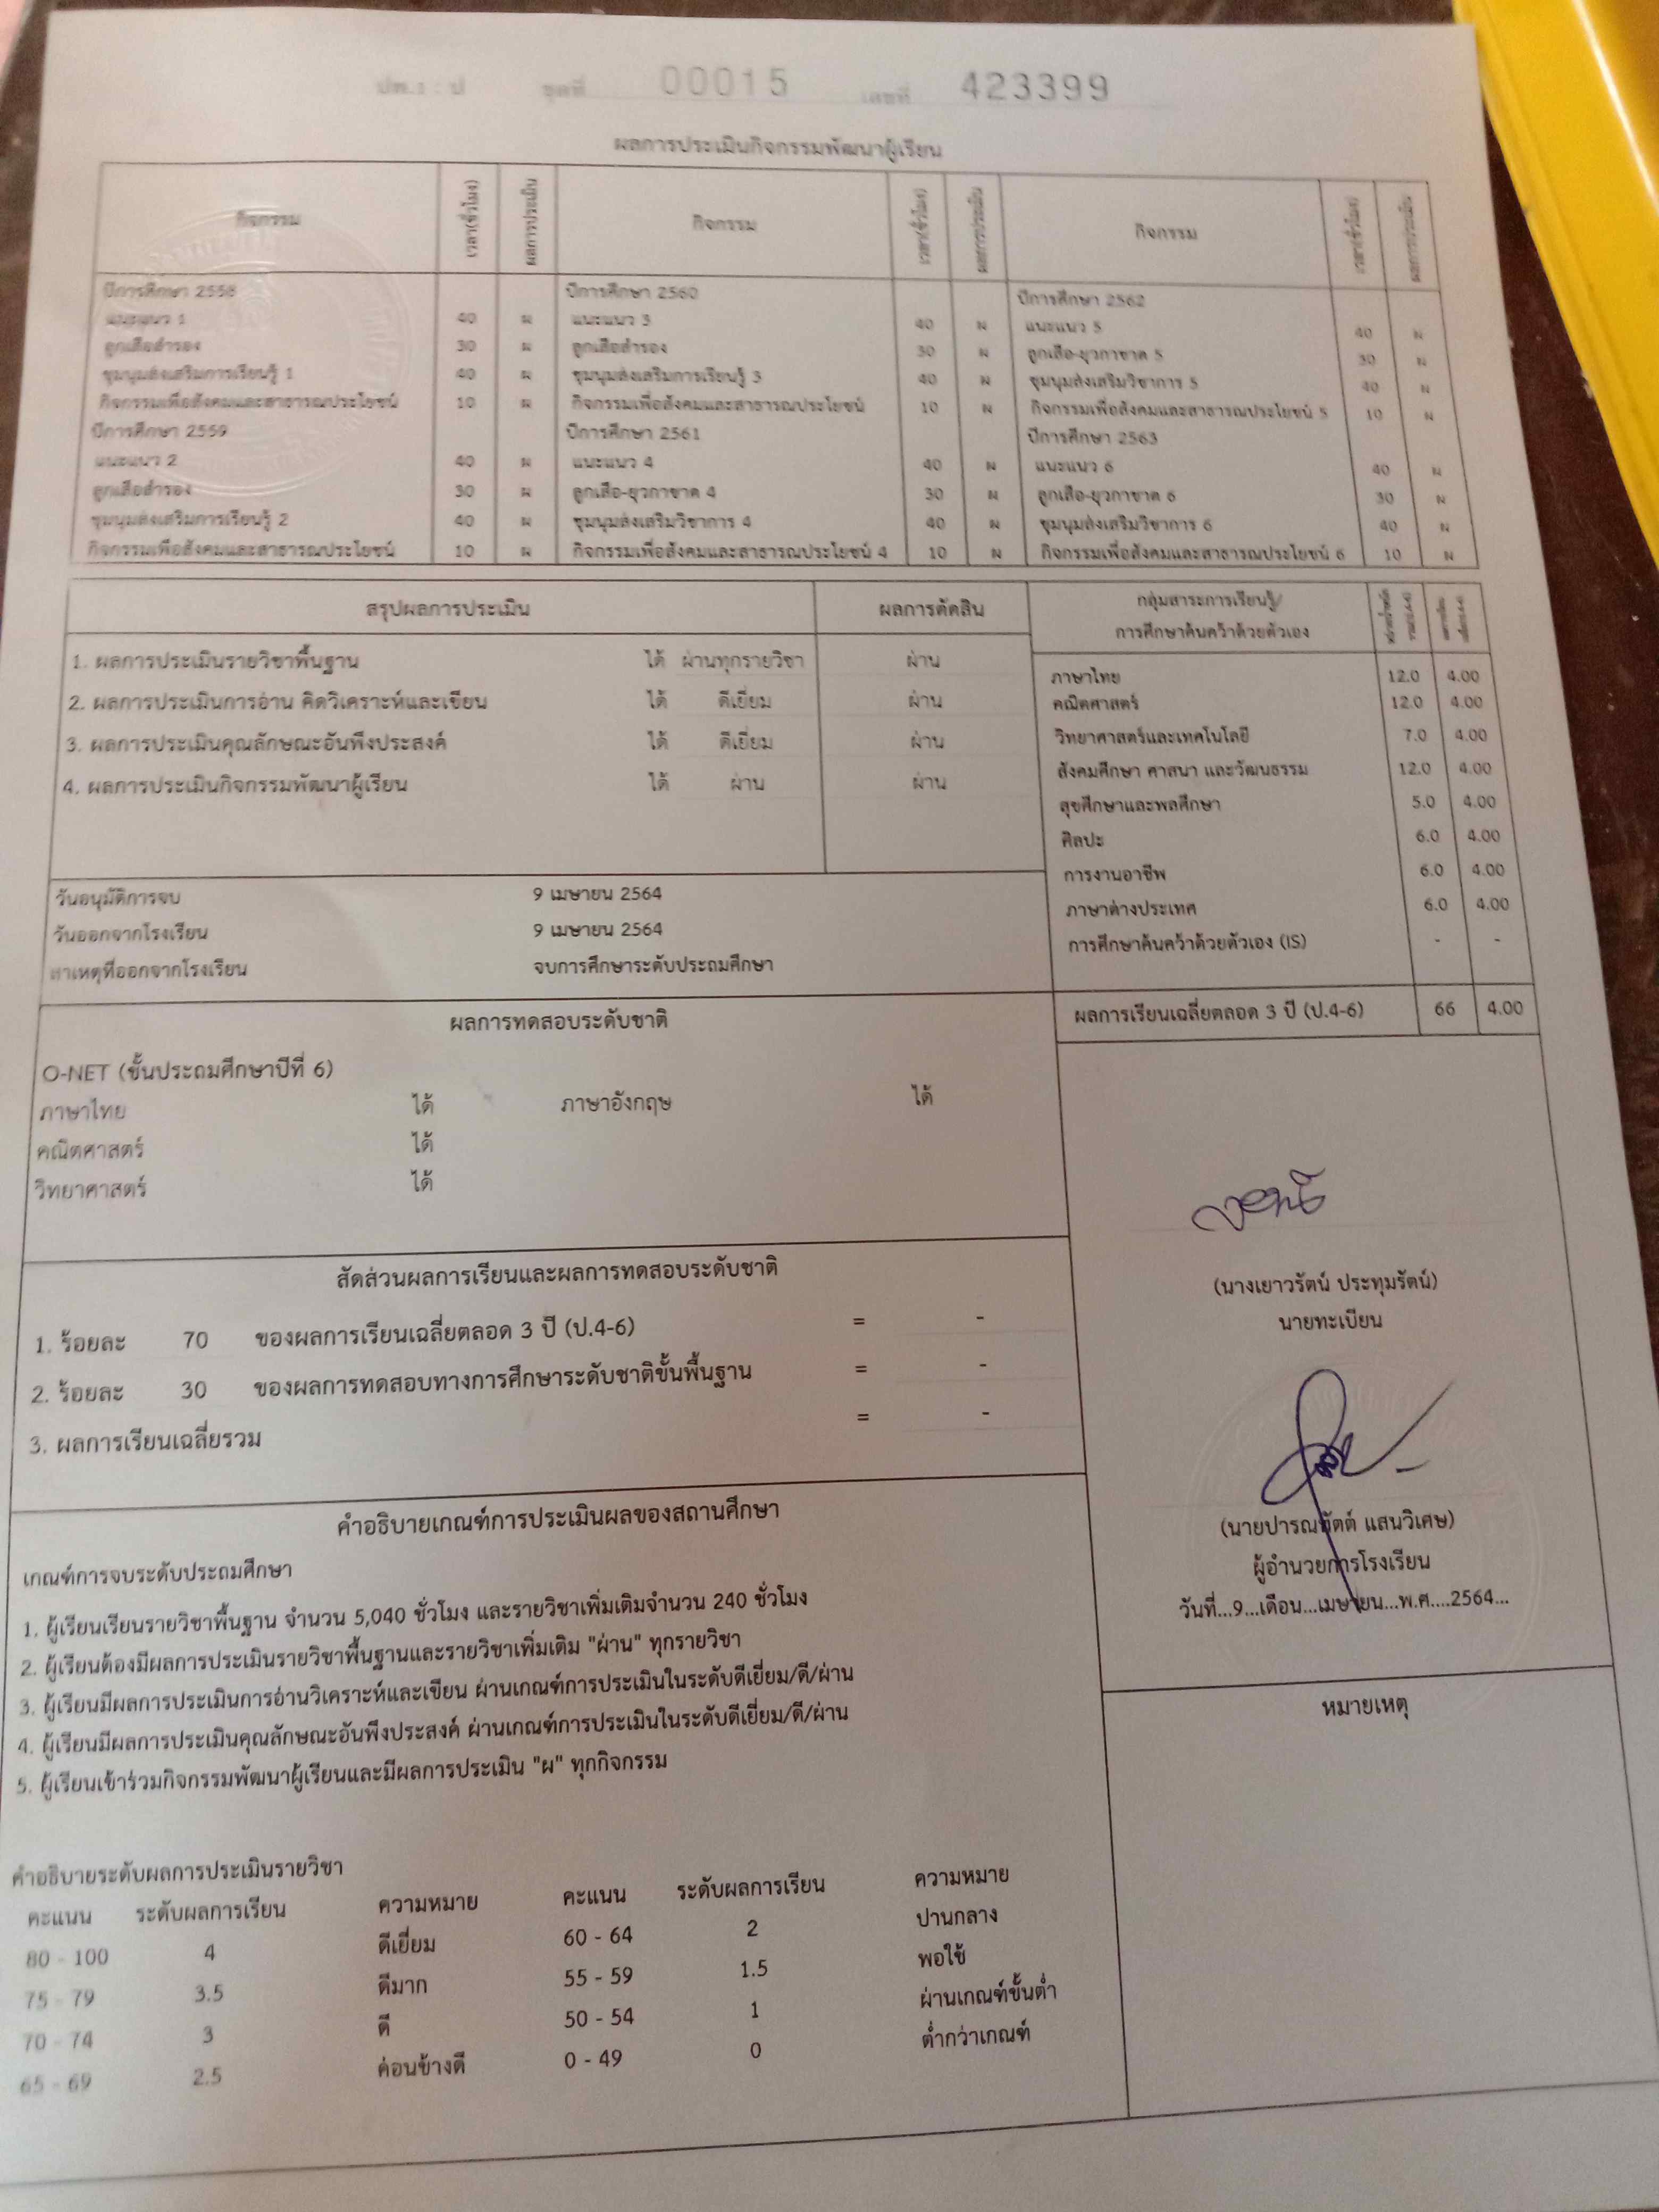 ปพ.1 : ป ชุดที่ 00015 เลขที่ 423399
ผลการประเมินกิจกรรมพัฒนาผู้เรียน
กิจกรรม เวลา(ชั่วโมง) ผลการประเมิน กิจกรรม เวลา(ชั่วโมง) ผลการประเมิน กิจกรรม เวลา(ชั่วโมง) ผลการประเมิน
ปีการศึกษา 2558 ปีการศึกษา 2560 ปีการศึกษา 2562
แนะแนว 1 40 ผ แนะแนว 3 40 ผ แนะแนว 5 40 ผ
ลูกเสือสำรอง 30 ผ ลูกเสือสำรอง 30 ผ ลูกเสือ-ยุวกาชาด 5 30 ผ
ชุมนุมส่งเสริมการเรียนรู้ 1 40 ผ ชุมนุมส่งเสริมการเรียนรู้ 3 40 ผ ชุมนุมส่งเสริมวิชาการ 5 40 ผ
กิจกรรมเพื่อสังคมและสาธารณประโยชน์ 10 ผ กิจกรรมเพื่อสังคมและสาธารณประโยชน์ 10 ผ กิจกรรมเพื่อสังคมและสาธารณประโยชน์ 5 10 ผ
ปีการศึกษา 2559 ปีการศึกษา 2561 ปีการศึกษา 2563
แนะแนว 2 40 ผ แนะแนว 4 40 ผ แนะแนว 6 40 ผ
ลูกเสือสำรอง 30 ผ ลูกเสือ-ยุวกาชาด 4 30 ผ ลูกเสือ-ยุวกาชาด 6 30 ผ
ชุมนุมส่งเสริมการเรียนรู้ 2 40 ผ ชุมนุมส่งเสริมวิชาการ 4 40 ผ ชุมนุมส่งเสริมวิชาการ 6 40 ผ
กิจกรรมเพื่อสังคมและสาธารณประโยชน์ 10 ผ กิจกรรมเพื่อสังคมและสาธารณประโยชน์ 4 10 ผ กิจกรรมเพื่อสังคมและสาธารณประโยชน์ 6 10 ผ
สรุปผลการประเมิน ผลการตัดสิน
1. ผลการประเมินรายวิชาพื้นฐาน ได้ ผ่านทุกรายวิชา ผ่าน
2. ผลการประเมินการอ่าน คิดวิเคราะห์และเขียน ได้ ดีเยี่ยม ผ่าน
3. ผลการประเมินคุณลักษณะอันพึงประสงค์ ได้ ดีเยี่ยม ผ่าน
4. ผลการประเมินกิจกรรมพัฒนาผู้เรียน ได้ ผ่าน ผ่าน
วันอนุมัติการจบ 9 เมษายน 2564
วันออกจากโรงเรียน 9 เมษายน 2564
สาเหตุที่ออกจากโรงเรียน จบการศึกษาระดับประถมศึกษา
กลุ่มสาระการเรียนรู้/
การศึกษาค้นคว้าด้วยตัวเอง
ภาษาไทย 12.0 4.00
คณิตศาสตร์ 12.0 4.00
วิทยาศาสตร์และเทคโนโลยี 7.0 4.00
สังคมศึกษา ศาสนา และวัฒนธรรม 12.0 4.00
สุขศึกษาและพลศึกษา 5.0 4.00
ศิลปะ 6.0 4.00
การงานอาชีพ 6.0 4.00
ภาษาต่างประเทศ 6.0 4.00
การศึกษาค้นคว้าด้วยตัวเอง (IS) - -
ผลการเรียนเฉลี่ยตลอด 3 ปี (ป.4-6) 66 4.00
ผลการทดสอบระดับชาติ
O-NET (ชั้นประถมศึกษาปีที่ 6)
ภาษาไทย ได้ ภาษาอังกฤษ ได้
คณิตศาสตร์ ได้
วิทยาศาสตร์ ได้
สัดส่วนผลการเรียนและผลการทดสอบระดับชาติ
1. ร้อยละ 70 ของผลการเรียนเฉลี่ยตลอด 3 ปี (ป.4-6) = -
2. ร้อยละ 30 ของผลการทดสอบทางการศึกษาระดับชาติขั้นพื้นฐาน = -
3. ผลการเรียนเฉลี่ยรวม = -
(นางเยาวรัตน์ ประทุมรัตน์)
นายทะเบียน
(นายปารณพัตต์ แสนวิเศษ)
ผู้อำนวยการโรงเรียน
วันที่...9...เดือน...เมษายน...พ.ศ....2564...
คำอธิบายเกณฑ์การประเมินผลของสถานศึกษา
เกณฑ์การจบระดับประถมศึกษา
1. ผู้เรียนเรียนรายวิชาพื้นฐาน จำนวน 5,040 ชั่วโมง และรายวิชาเพิ่มเติมจำนวน 240 ชั่วโมง
2. ผู้เรียนต้องมีผลการประเมินรายวิชาพื้นฐานและรายวิชาเพิ่มเติม "ผ่าน" ทุกรายวิชา
3. ผู้เรียนมีผลการประเมินการอ่านวิเคราะห์และเขียน ผ่านเกณฑ์การประเมินในระดับดีเยี่ยม/ดี/ผ่าน
4. ผู้เรียนมีผลการประเมินคุณลักษณะอันพึงประสงค์ ผ่านเกณฑ์การประเมินในระดับดีเยี่ยม/ดี/ผ่าน
5. ผู้เรียนเข้าร่วมกิจกรรมพัฒนาผู้เรียนและมีผลการประเมิน "ผ" ทุกกิจกรรม
หมายเหตุ
คำอธิบายระดับผลการประเมินรายวิชา
คะแนน ระดับผลการเรียน ความหมาย คะแนน ระดับผลการเรียน ความหมาย
80 - 100 4 ดีเยี่ยม 60 - 64 2 ปานกลาง
75 - 79 3.5 ดีมาก 55 - 59 1.5 พอใช้
70 - 74 3 ดี 50 - 54 1 ผ่านเกณฑ์ขั้นต่ำ
65 - 69 2.5 ค่อนข้างดี 0 - 49 0 ต่ำกว่าเกณฑ์